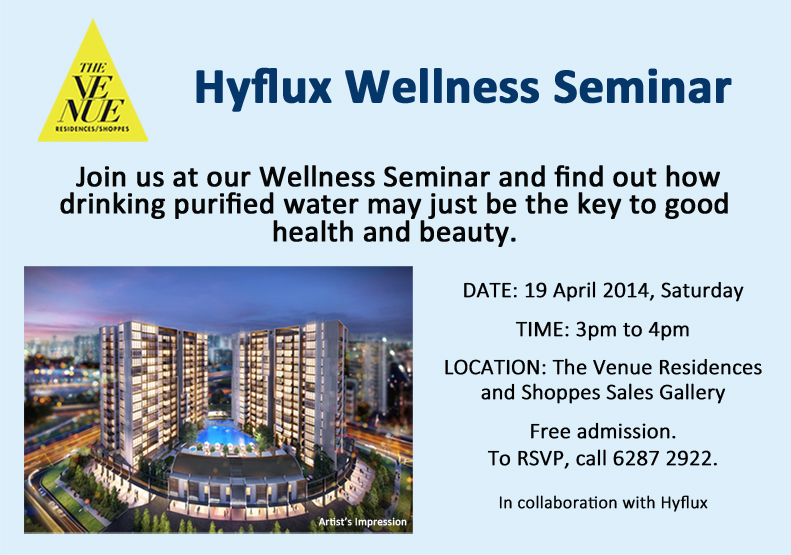 THE
VE
NUE
RESIDENCES/SHOPPES
Hyflux Wellness Seminar
Join us at our Wellness Seminar and find out how
drinking purified water may just be the key to good
health and beauty.
DATE: 19 April 2014, Saturday
TIME: 3pm to 4pm
LOCATION: The Venue Residences
and Shoppes Sales Gallery
Free admission.
To RSVP, call 6287 2922.
In collaboration with Hyflux
Artist's Impression